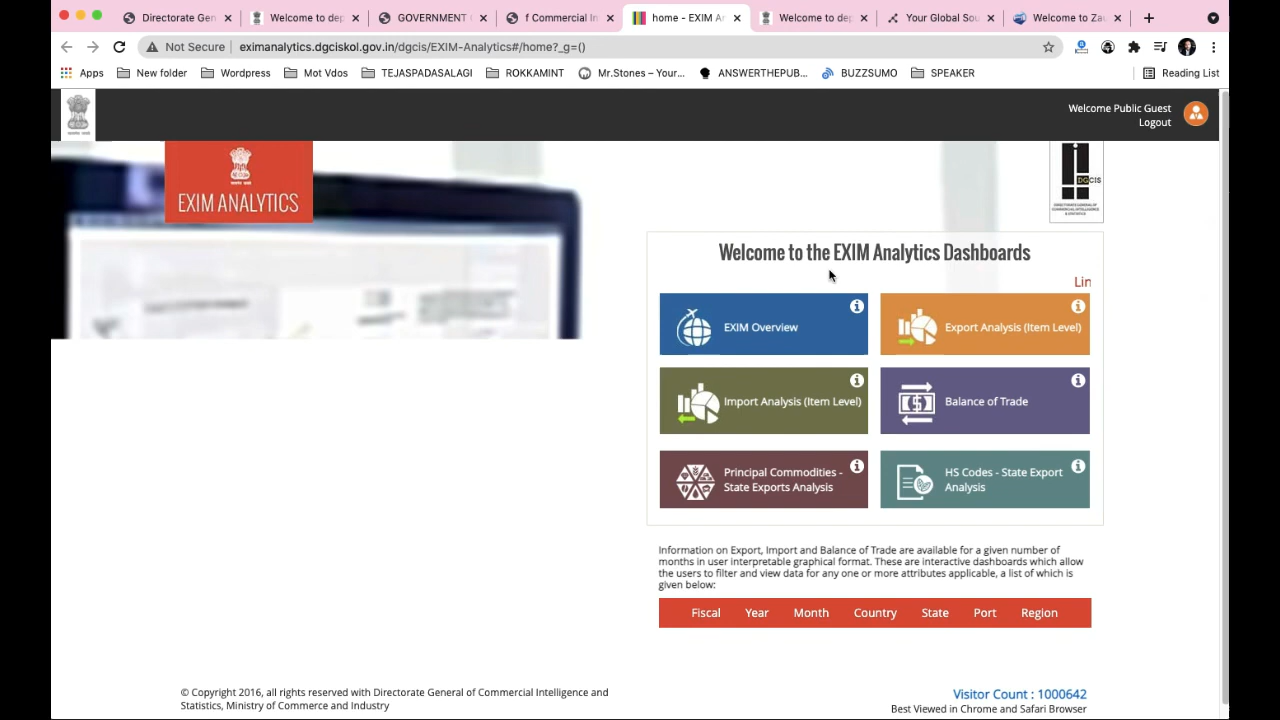 Directorate Gen
Welcome to dep
GOVERNMENT
f Commercial In
home - EXIM Ar
Welcome to dep
Your Global Sou
Welcome to Zau
Not Secure
eximanalytics.dgciskol.gov.in/dgcis/EXIM-Analytics#/home?_g=()
Apps
New folder
Wordpress
Mot Vdos
TEJASPADASALAGI
ROKKAMINT
Mr.Stones – Your...
ANSWERTHEPUB...
BUZZSUMO
SPEAKER
Reading List
Welcome Public Guest
Logout
EXIM ANALYTICS
DGCIS
Welcome to the EXIM Analytics Dashboards
Lin
EXIM Overview
Export Analysis (Item Level)
Import Analysis (Item Level)
Balance of Trade
Principal Commodities -
State Exports Analysis
HS Codes - State Export
Analysis
Information on Export, Import and Balance of Trade are available for a given number of
months in user interpretable graphical format. These are interactive dashboards which allow
the users to filter and view data for any one or more attributes applicable, a list of which is
given below:
Fiscal Year Month Country State Port Region
© Copyright 2016, all rights reserved with Directorate General of Commercial Intelligence and
Statistics, Ministry of Commerce and Industry
Visitor Count : 1000642
Best Viewed in Chrome and Safari Browser